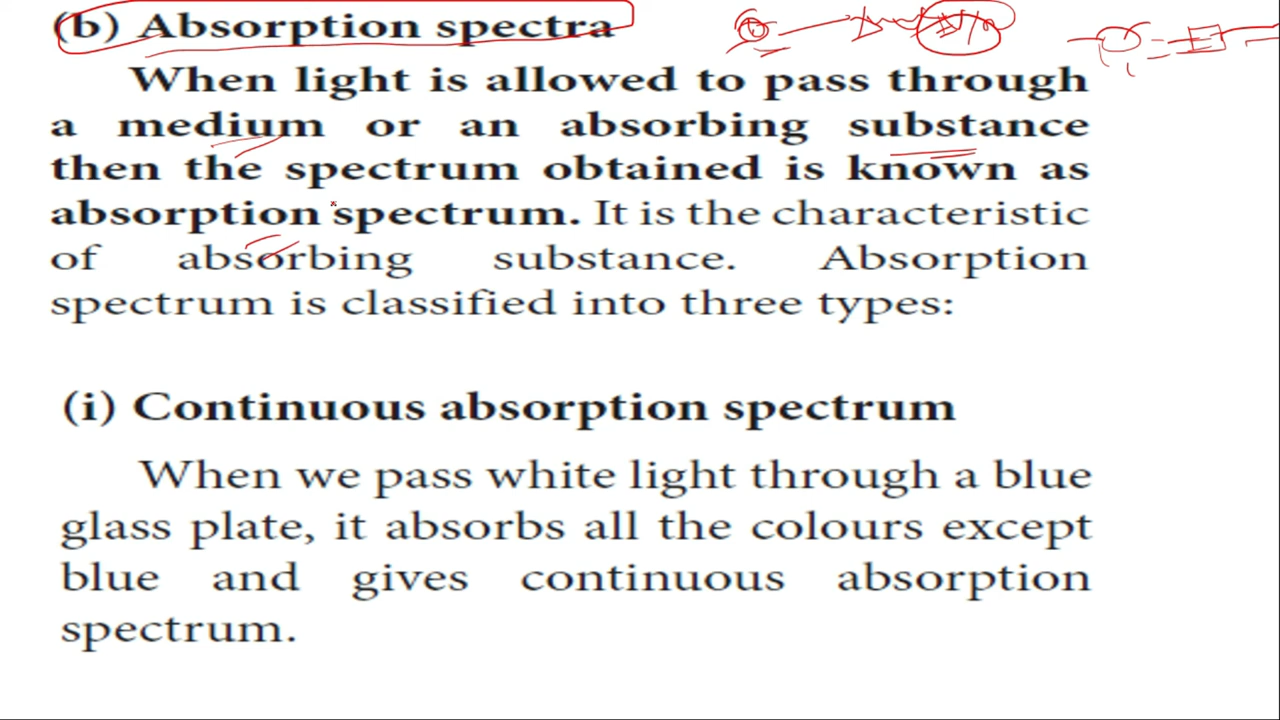 (b) Absorption spectra
When light is allowed to pass through
a medium or an absorbing substance
then the spectrum obtained is known as
absorption spectrum. It is the characteristic
of absorbing substance. Absorption
spectrum is classified into three types:
(i) Continuous absorption spectrum
When we pass white light through a blue
glass plate, it absorbs all the colours except
blue and gives continuous absorption
spectrum.